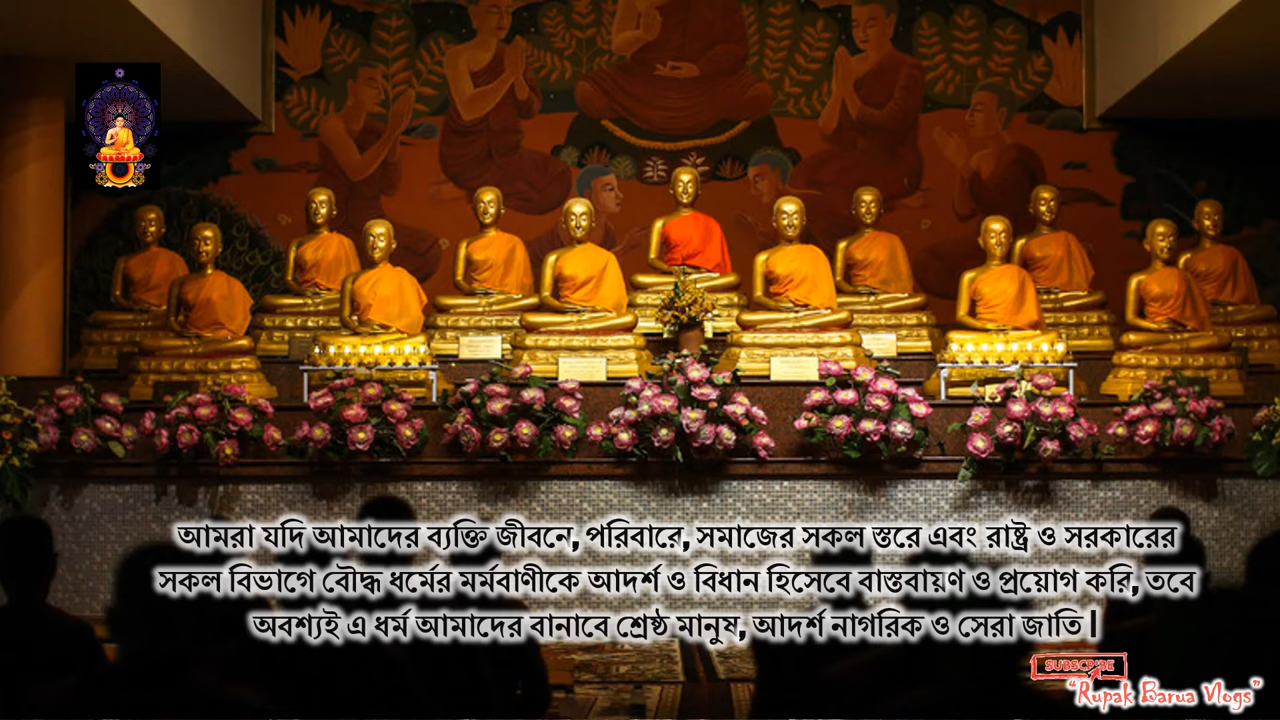 আমরা যদি আমাদের ব্যক্তি জীবনে, পরিবারে, সমাজের সকল স্তরে এবং রাষ্ট্র ও সরকারের
সকল বিভাগে বৌদ্ধ ধর্মের মর্মবাণীকে আদর্শ ও বিধান হিসেবে বাস্তবায়ণ ও প্রয়োগ করি, তবে
অবশ্যই এ ধর্ম আমাদের বানাবে শ্রেষ্ঠ মানুষ, আদর্শ নাগরিক ও সেরা জাতি।
SUBSCRIBE
“Rupak Barua Vlogs”